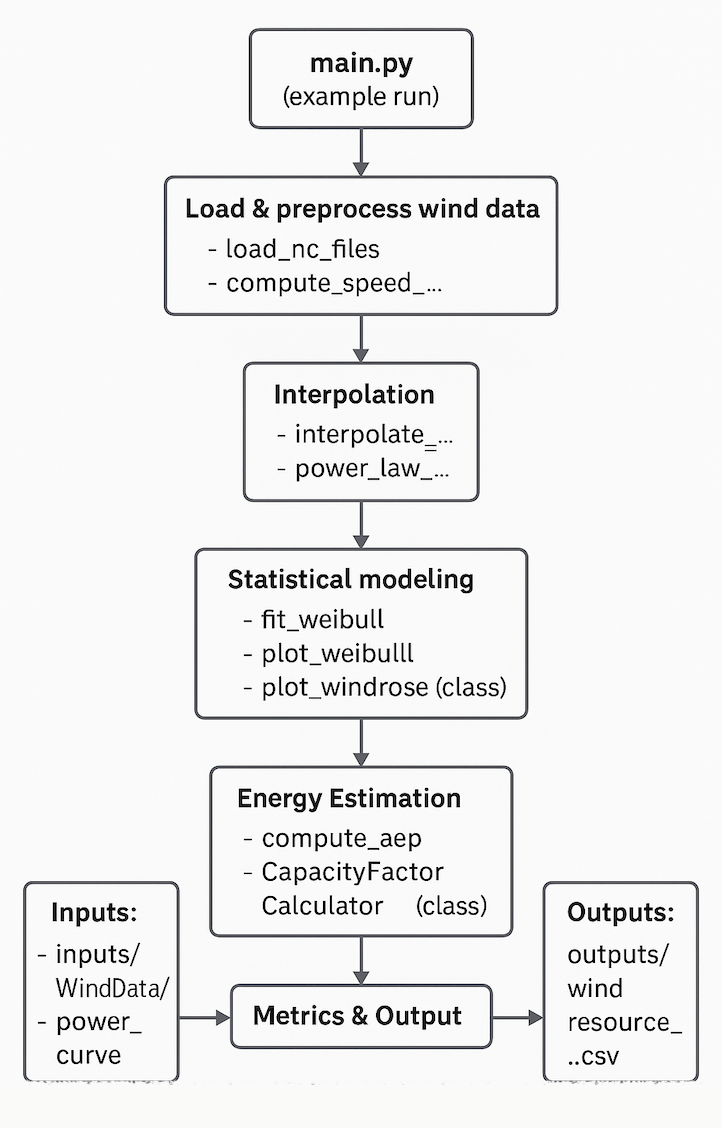 main.py
(example run)
Load & preprocess wind data
- load_nc_files
- compute_speed_...
Interpolation
- interpolate_...
- power_law_...
Statistical modeling
- fit_weibull
- plot_weibulll
- plot_windrose (class)
Energy Estimation
- compute_aep
- CapacityFactor
Calculator (class)
Inputs:
- inputs/
WindData/
- power_
curve
Metrics & Output
Outputs:
outputs/
wind
resource_
..csv